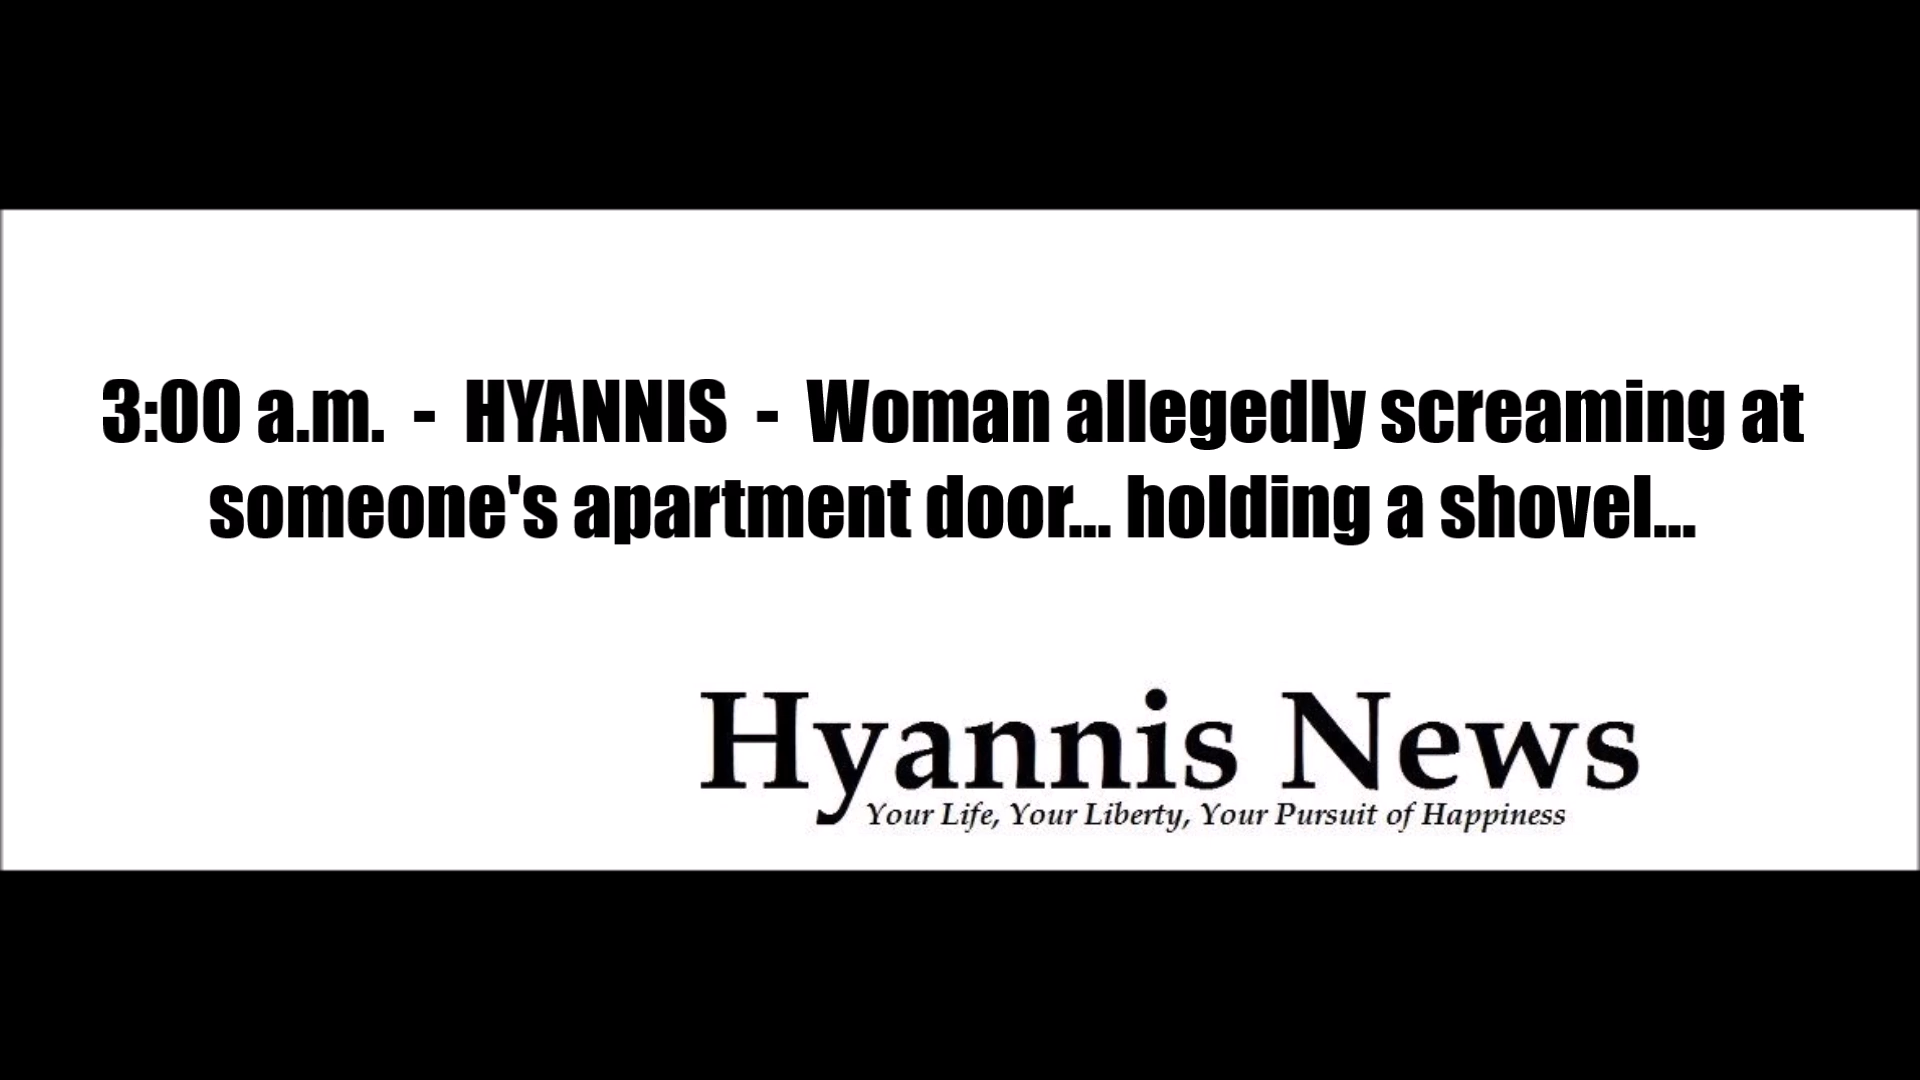 3:00 a.m. - HYANNIS - Woman allegedly screaming at
someone's apartment door... holding a shovel...
Hyannis News
Your Life, Your Liberty, Your Pursuit of Happiness